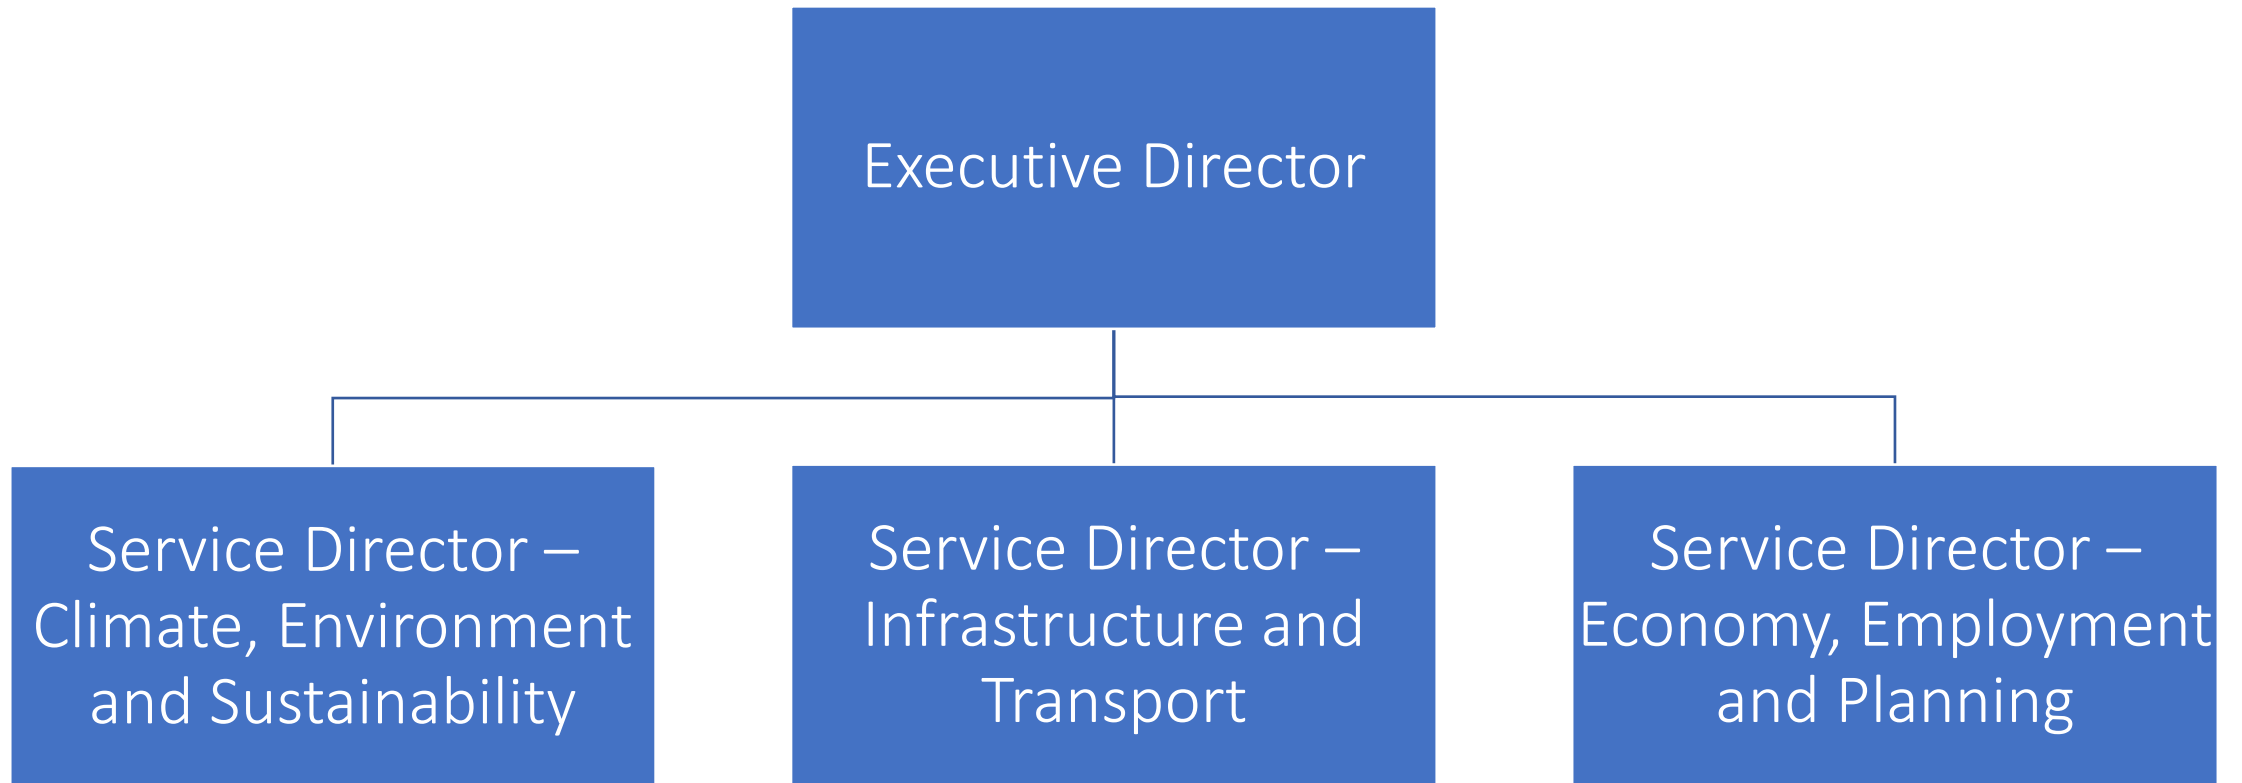 Executive Director
Service Director –
Climate, Environment
and Sustainability
Service Director –
Infrastructure and
Transport
Service Director –
Economy, Employment
and Planning